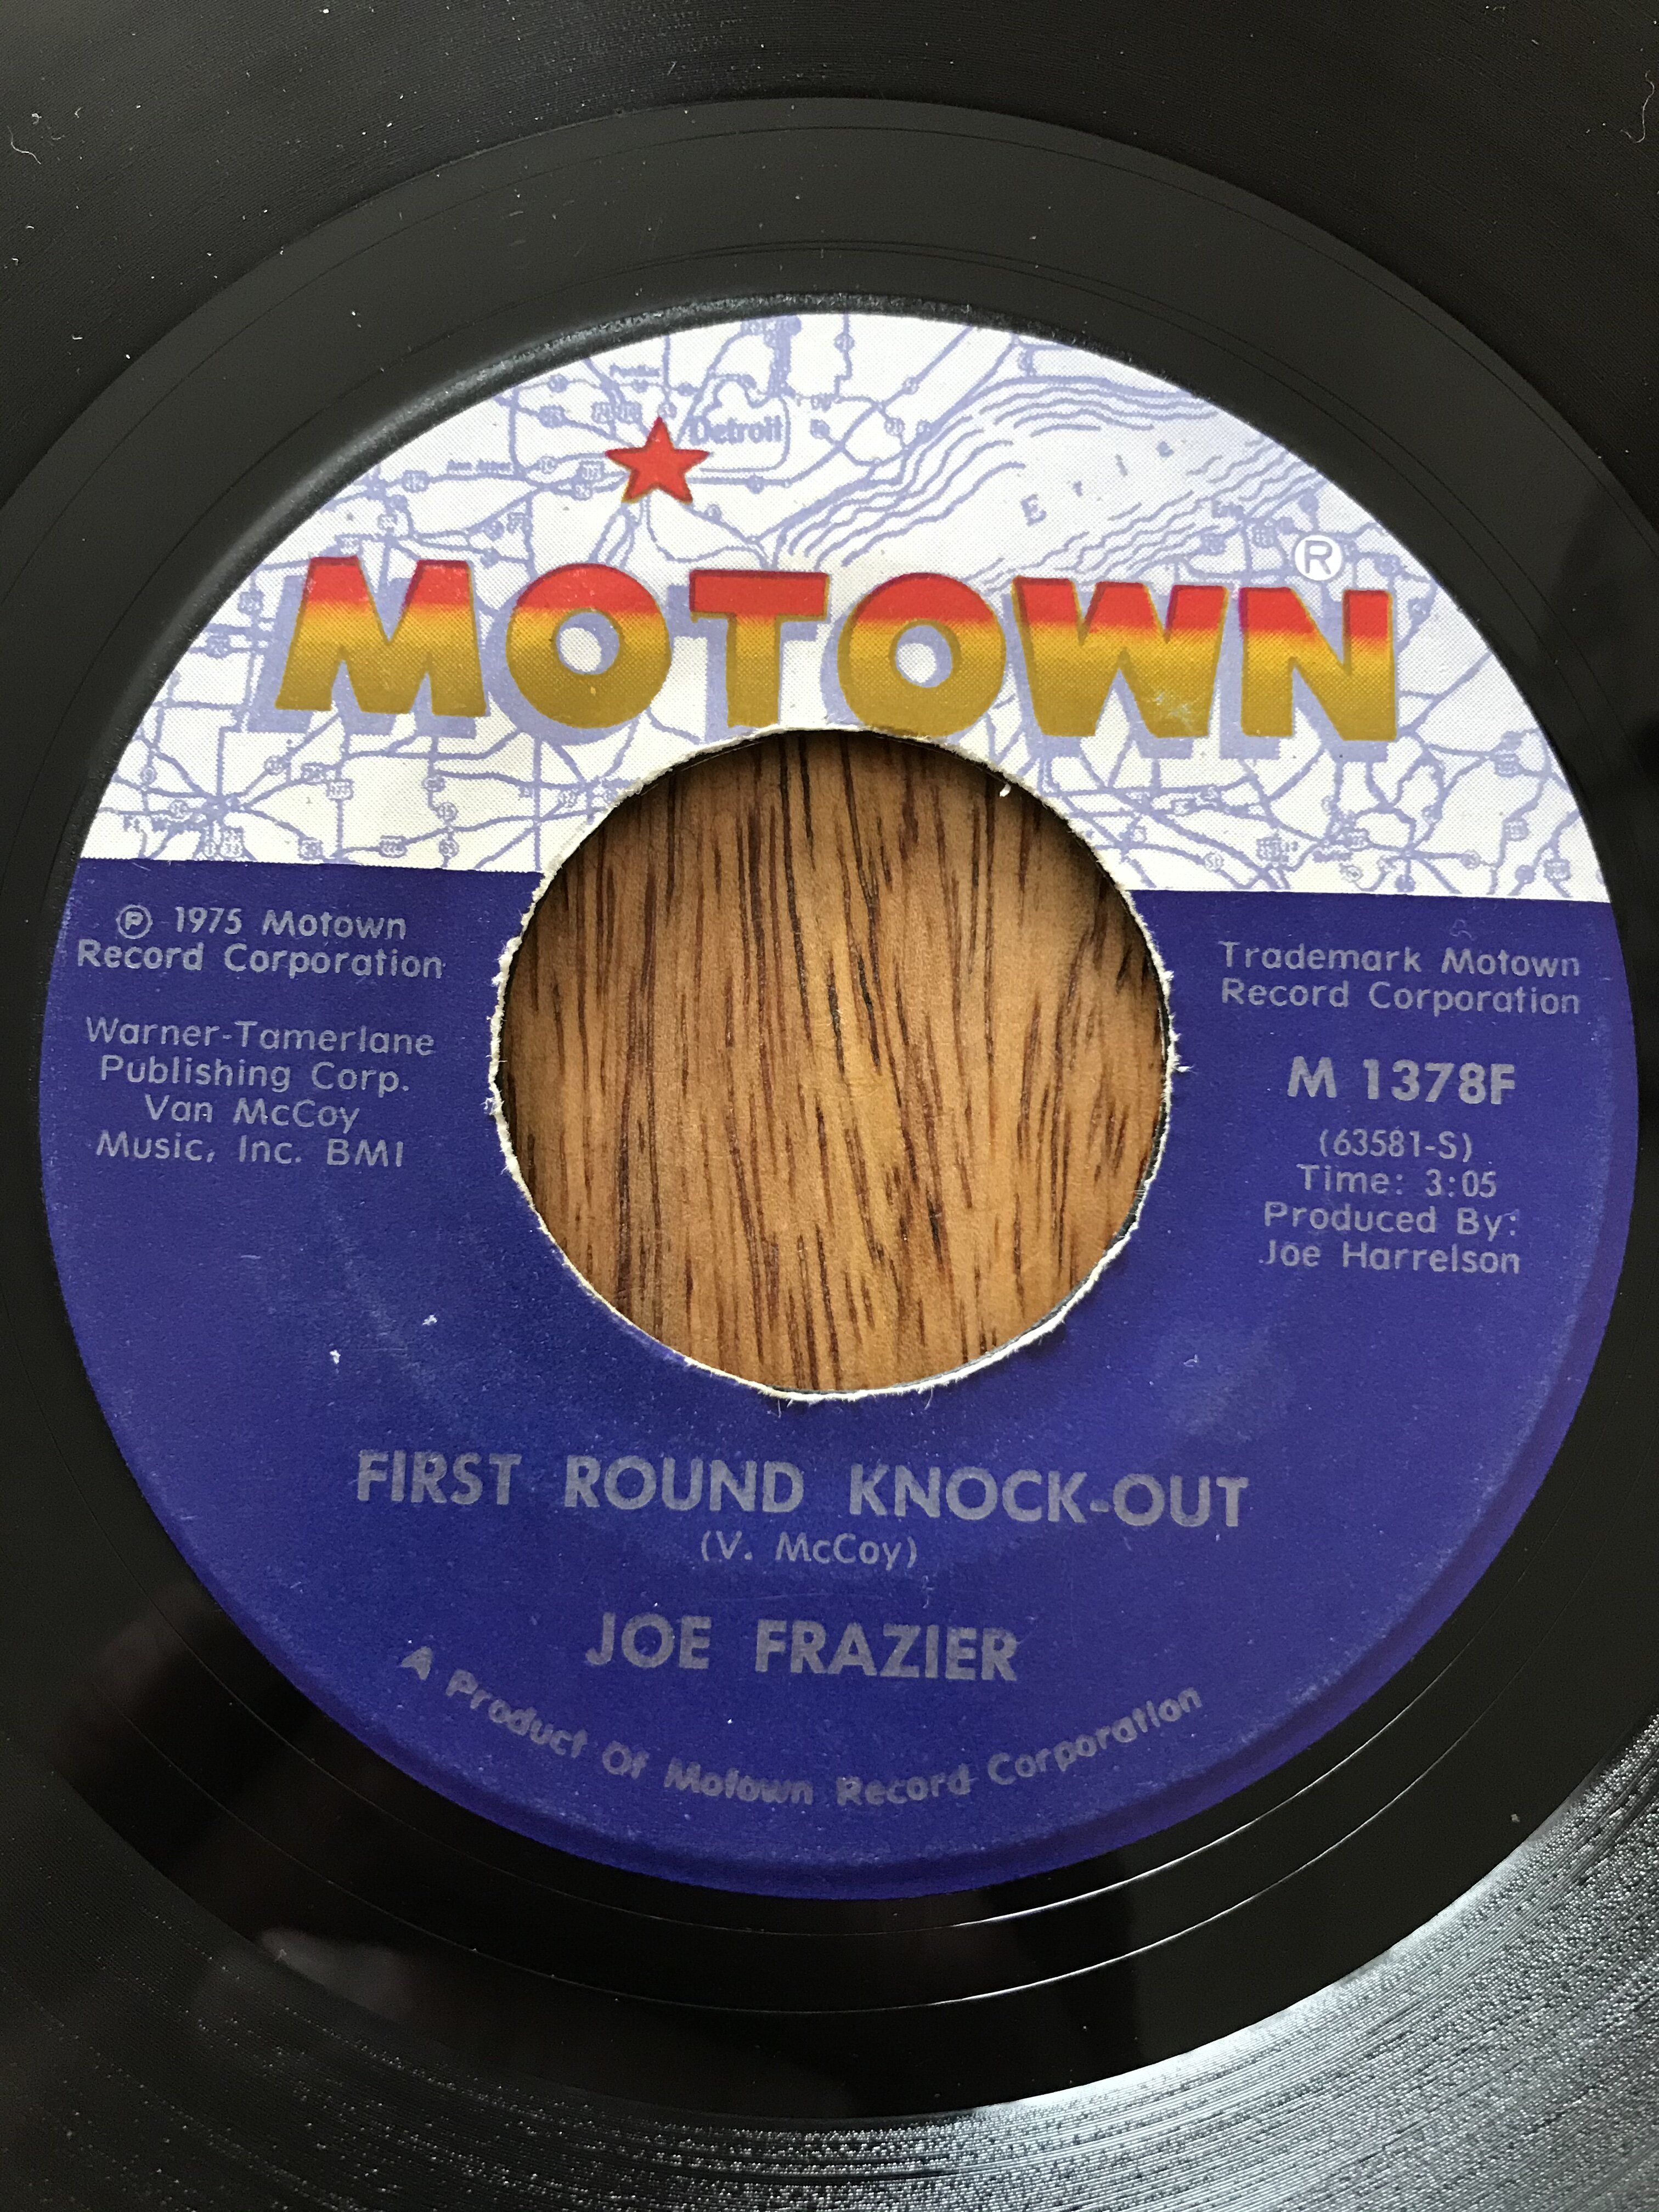 Detroit
Erie
MOTOWN
®
℗ 1975 Motown
Record Corporation
Warner-Tamerlane
Publishing Corp.
Van McCoy
Music, Inc. BMI
Trademark Motown
Record Corporation
M 1378F
(63581-S)
Time: 3:05
Produced By:
Joe Harrelson
FIRST ROUND KNOCK-OUT
(V. McCoy)
JOE FRAZIER
A Product Of Motown Record Corporation